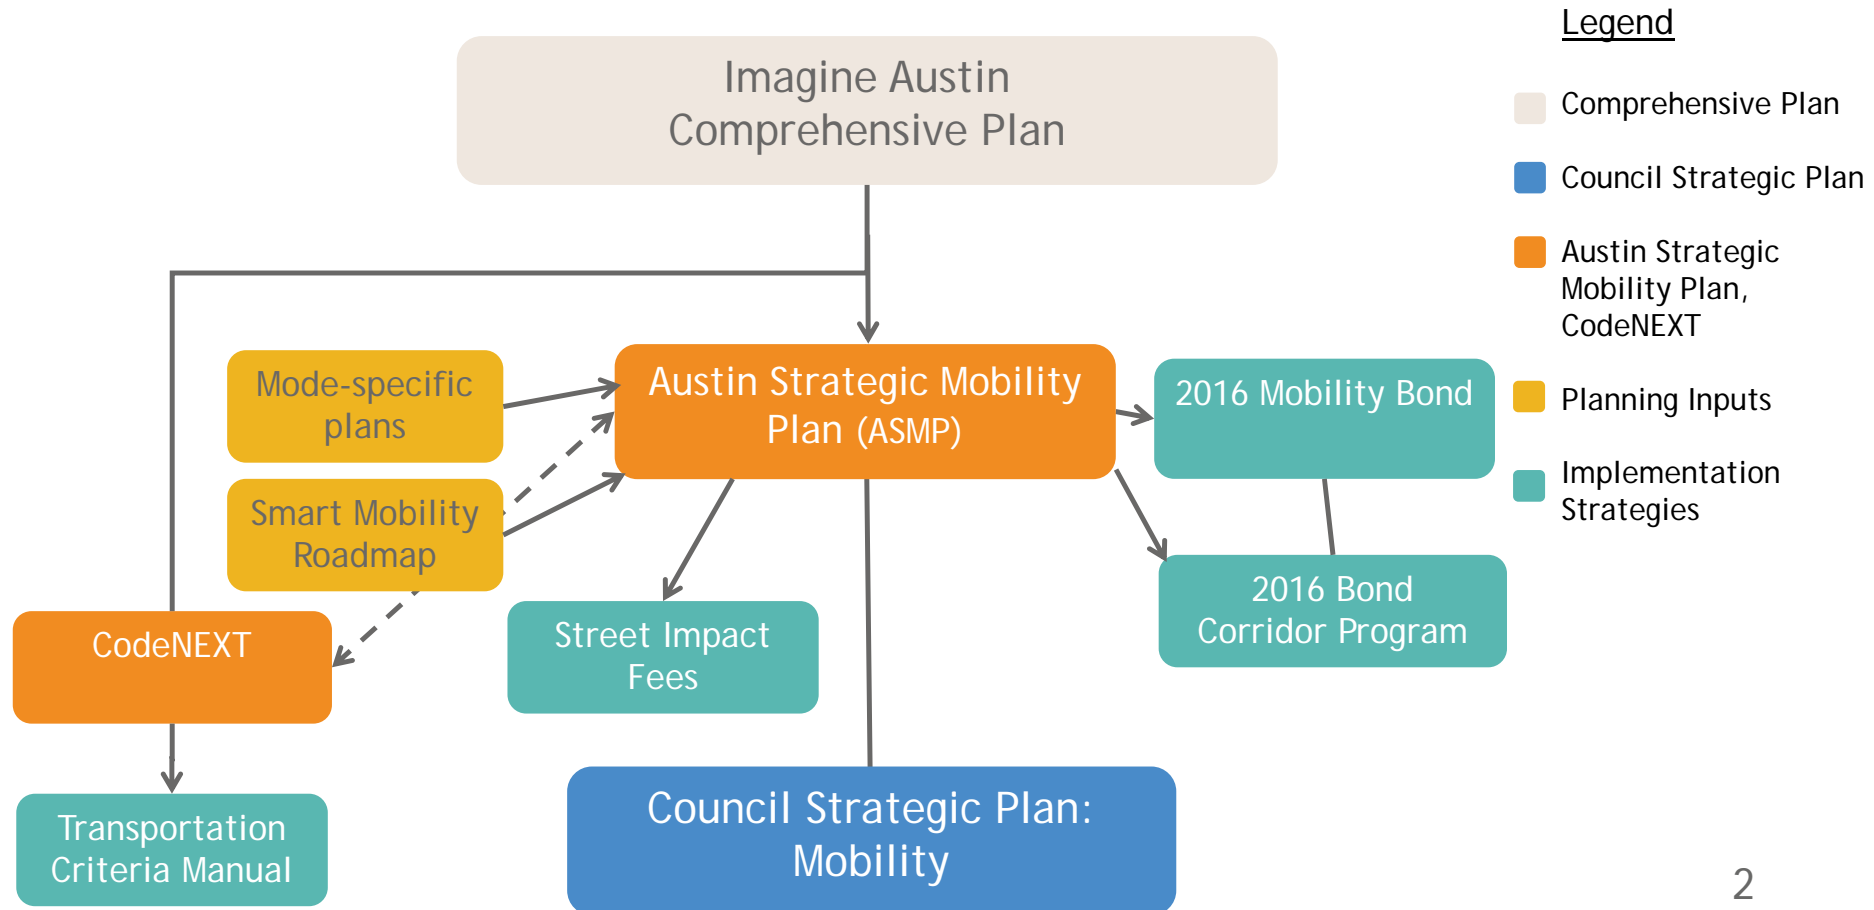 Imagine Austin
Comprehensive Plan
Legend
Comprehensive Plan
Council Strategic Plan
Austin Strategic
Mobility Plan,
CodeNEXT
Planning Inputs
Implementation
Strategies
Mode-specific
plans
Austin Strategic Mobility
Plan (ASMP)
2016 Mobility Bond
Smart Mobility
Roadmap
CodeNEXT
Street Impact
Fees
2016 Bond
Corridor Program
Transportation
Criteria Manual
Council Strategic Plan:
Mobility
2